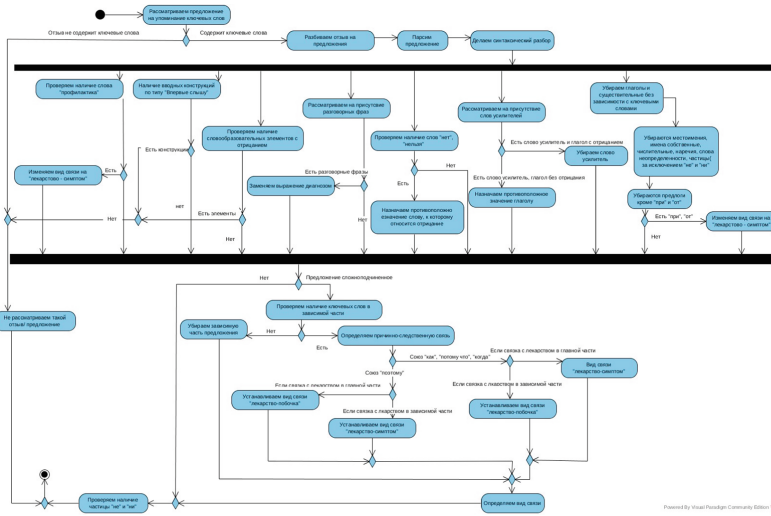 Рассматриваем предложение
на упоминание ключевых слов
Отзыв не содержит ключевые слова
Содержит ключевые слова
Разбиваем отзыв на
предложения
Парсим
предложение
Делаем синтаксический разбор
Проверяем наличие слова
"профилактика"
Наличие вводных конструкций
по типу "Впервые слышу"
Проверяем наличие
словообразовательных элементов с
отрицанием
Рассматриваем на присутсвие
разговорных фраз
Проверяем наличие слов "нет",
"нельзя"
Рассматриваем на присутствие
слов усилителей
Убираем глаголы и
существительные без
зависимости с ключевыми
словами
Убираются местоимения,
имена собственные,
числительные, наречия, слова
неопределенности, частицы(
за исключением "не" и "ни"
Есть слово усилитель и глагол с отрицанием
Убираем слово
усилитель
Есть конструкция
Есть
Изменяем вид связи на
"лекарство - симптом"
Есть разговорные фразы
Заменяем выражение диагнозом
Нет
Есть
Есть слово усилитель, глагол без отрицания
Назначаем противоположное
значение глаголу
Убираются предлоги
кроме "при" и "от"
Назначаем противоположно
езначение слову, к которому
относится отрицание
нет
Есть элементы
Нет
Нет
Нет
Есть "при", "от"
Изменяем вид связи на
"лекарство - симптом"
Нет
Нет
Предложение сложноподчиненное
Проверяем наличие ключевых слов в
зависимой части
Не рассматриваем такой
отзыв/ предложение
Убираем зависимую
часть предложения
Нет
Определяем причинно-следственную связь
Есть
Союз "как", "потому что", "когда"
Если связка с лекарством в главной части
Вид связи
"лекарство-симптом"
Союз "поэтому"
Если связка с лекарством в главной части
Если связка с лкарством в зависимой части
Устанавливаем вид связи
"лекарство-побочка"
Если связка с лкарством в зависимой части
Устанавливаем вид связи
"лекарство-побочка"
Устанавливаем вид связи
"лекарство-симптом"
Проверяем наличие
частицы "не" и "ни"
Определяем вид связи
Powered By Visual Paradigm Community Edition